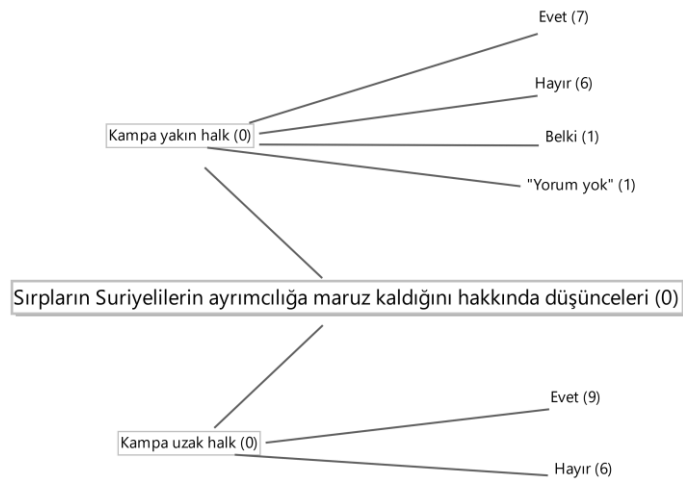 Evet (7)
Hayır (6)
Kampa yakın halk (0)
Belki (1)
"Yorum yok" (1)
Sırpların Suriyelilerin ayrımcılığa maruz kaldığını hakkında düşünceleri (0)
Evet (9)
Kampa uzak halk (0)
Hayır (6)